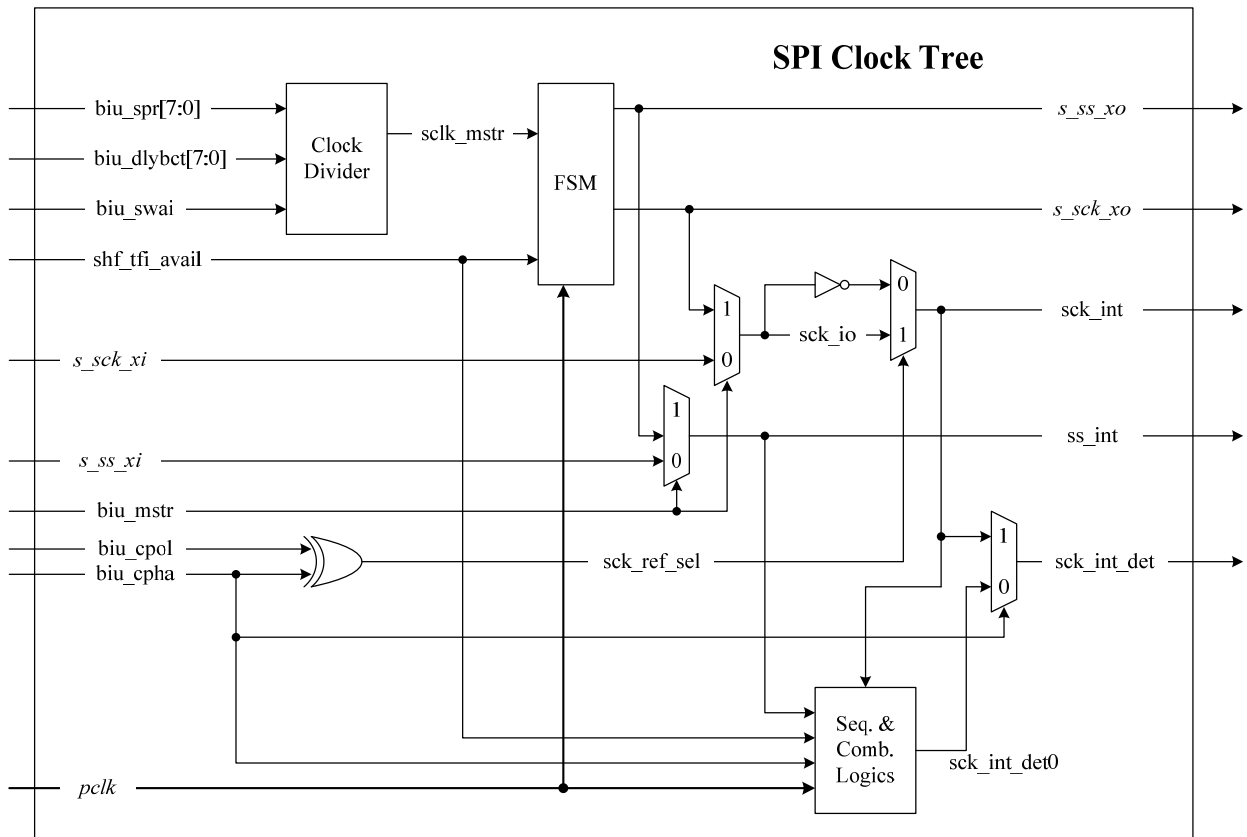 SPI Clock Tree
biu_spr[7:0]
biu_dlybct[7:0]
biu_swai
shf_tfi_avail
Clock
Divider
sclk_mstr
FSM
s_ss_xo
s_sck_xo
0
1
sck_int
1
0
sck_io
s_sck_xi
1
0
ss_int
s_ss_xi
biu_mstr
biu_cpol
biu_cpha
sck_ref_sel
1
0
sck_int_det
Seq. &
Comb.
Logics
sck_int_det0
pclk